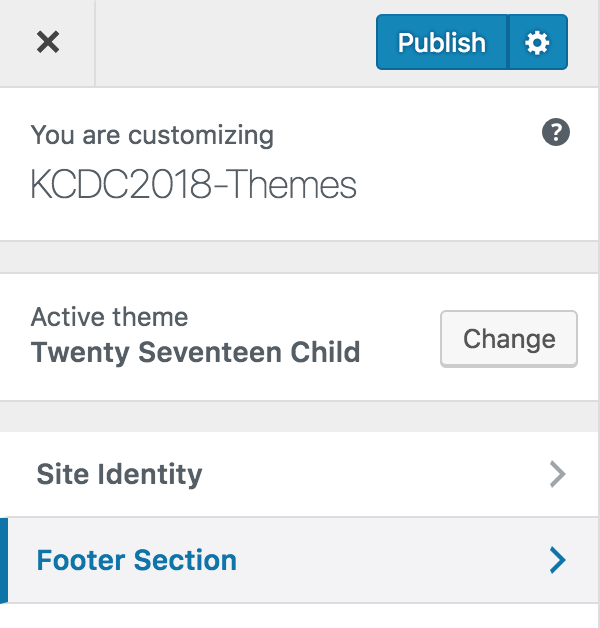 Publish
You are customizing
KCDC2018-Themes
Active theme
Twenty Seventeen Child
Change
Site Identity
Footer Section